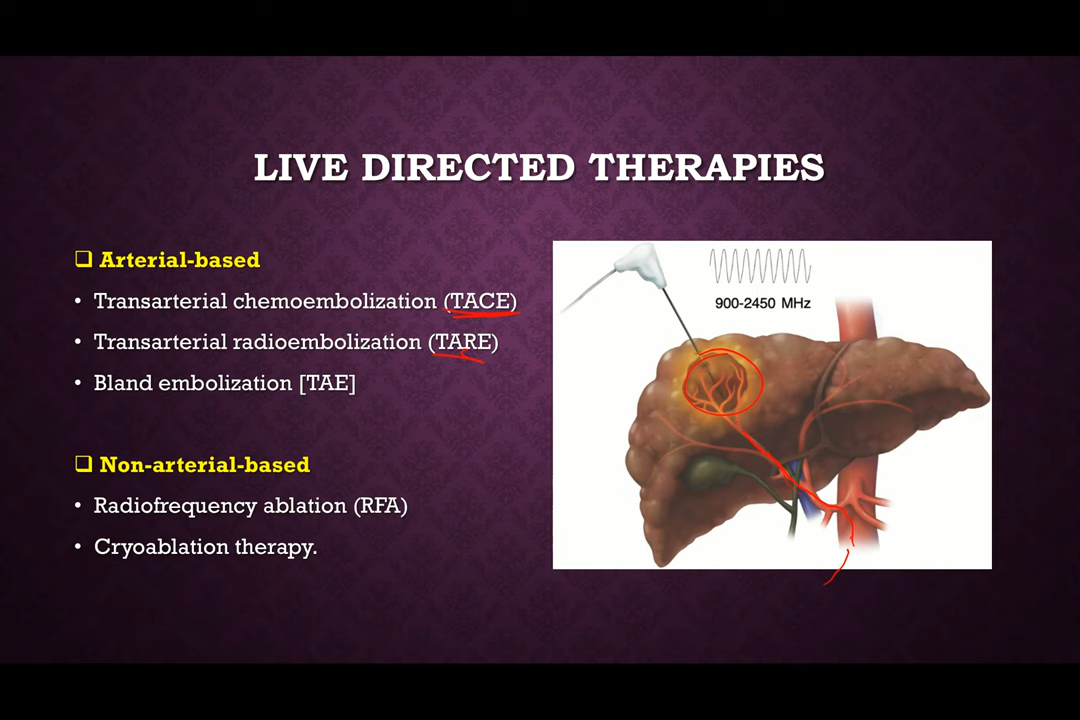 LIVE DIRECTED THERAPIES
Arterial-based
• Transarterial chemoembolization (TACE)
• Transarterial radioembolization (TARE)
• Bland embolization [TAE]
Non-arterial-based
• Radiofrequency ablation (RFA)
• Cryoablation therapy.
900-2450 MHz